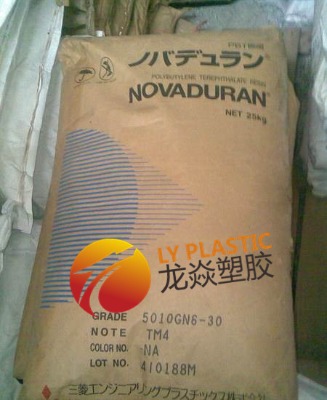 ノバデュラン®
POLYBUTYLENE TEREPHTHALATE RESIN
NOVADURAN®
NET 25kg
LY PLASTIC
龙焱塑胶
GRADE 5010GN6-30
NOTE TM4
COLOR NO. NA
LOT NO. 410188M
三菱エンジニアリングプラスチックス株式会社